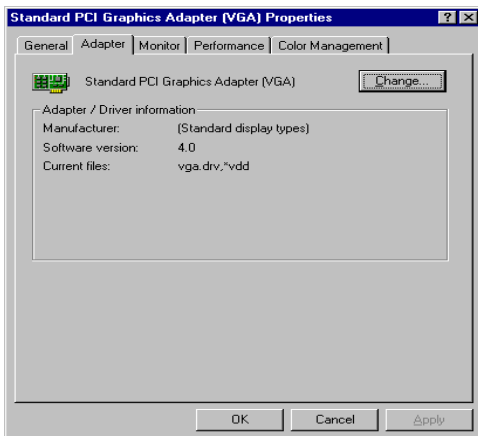 Standard PCI Graphics Adapter (VGA) Properties
General Adapter Monitor Performance Color Management
Standard PCI Graphics Adapter (VGA) Change...
Adapter / Driver information
Manufacturer: (Standard display types)
Software version: 4.0
Current files: vga.drv,*vdd
OK Cancel Apply